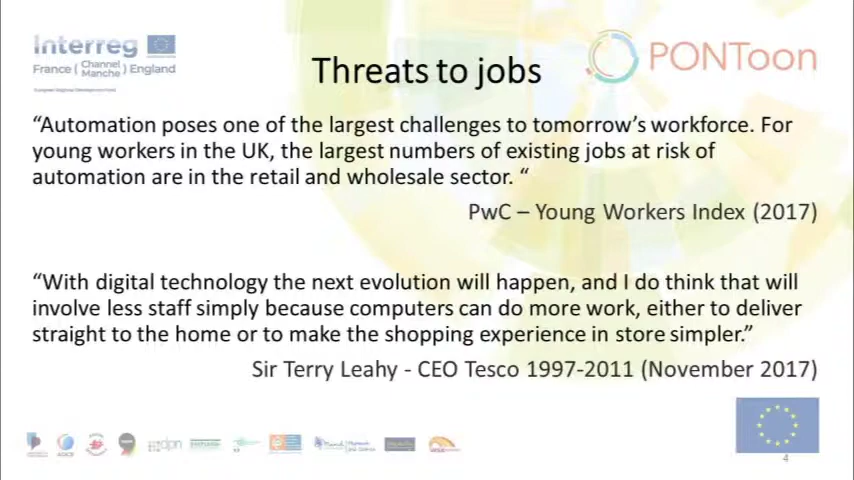 Interreg
France ( Channel Manche ) England
Threats to jobs
PONToon
“Automation poses one of the largest challenges to tomorrow’s workforce. For
young workers in the UK, the largest numbers of existing jobs at risk of
automation are in the retail and wholesale sector. “
PwC – Young Workers Index (2017)
“With digital technology the next evolution will happen, and I do think that will
involve less staff simply because computers can do more work, either to deliver
straight to the home or to make the shopping experience in store simpler.”
Sir Terry Leahy - CEO Tesco 1997-2011 (November 2017)
dpn
4